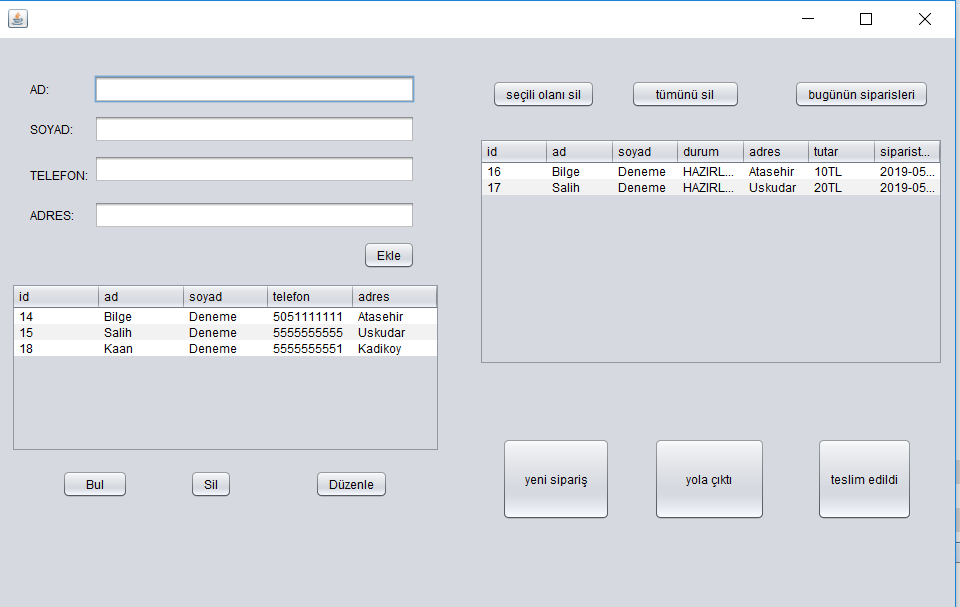 AD:
SOYAD:
TELEFON:
ADRES:
Ekle
id ad soyad telefon adres
14 Bilge Deneme 5051111111 Atasehir
15 Salih Deneme 5555555555 Uskudar
18 Kaan Deneme 5555555551 Kadikoy
Bul Sil Düzenle
seçili olanı sil tümünü sil bugünün siparisleri
id ad soyad durum adres tutar siparist...
16 Bilge Deneme HAZIRL... Atasehir 10TL 2019-05...
17 Salih Deneme HAZIRL... Uskudar 20TL 2019-05...
yeni sipariş yola çıktı teslim edildi